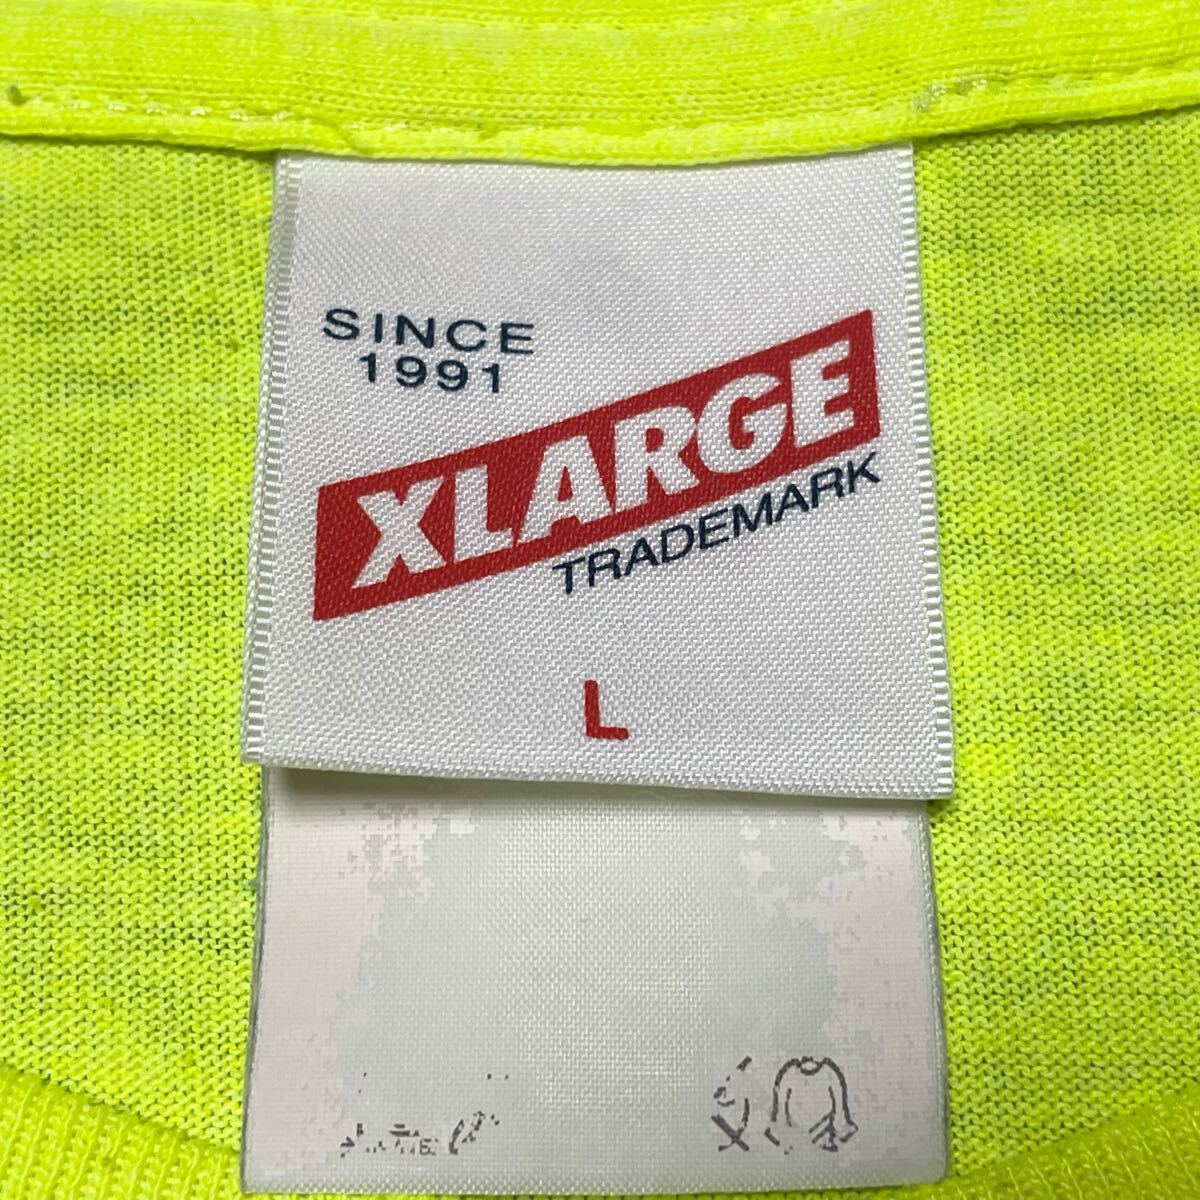 SINCE
1991
XLARGE
TRADEMARK
L